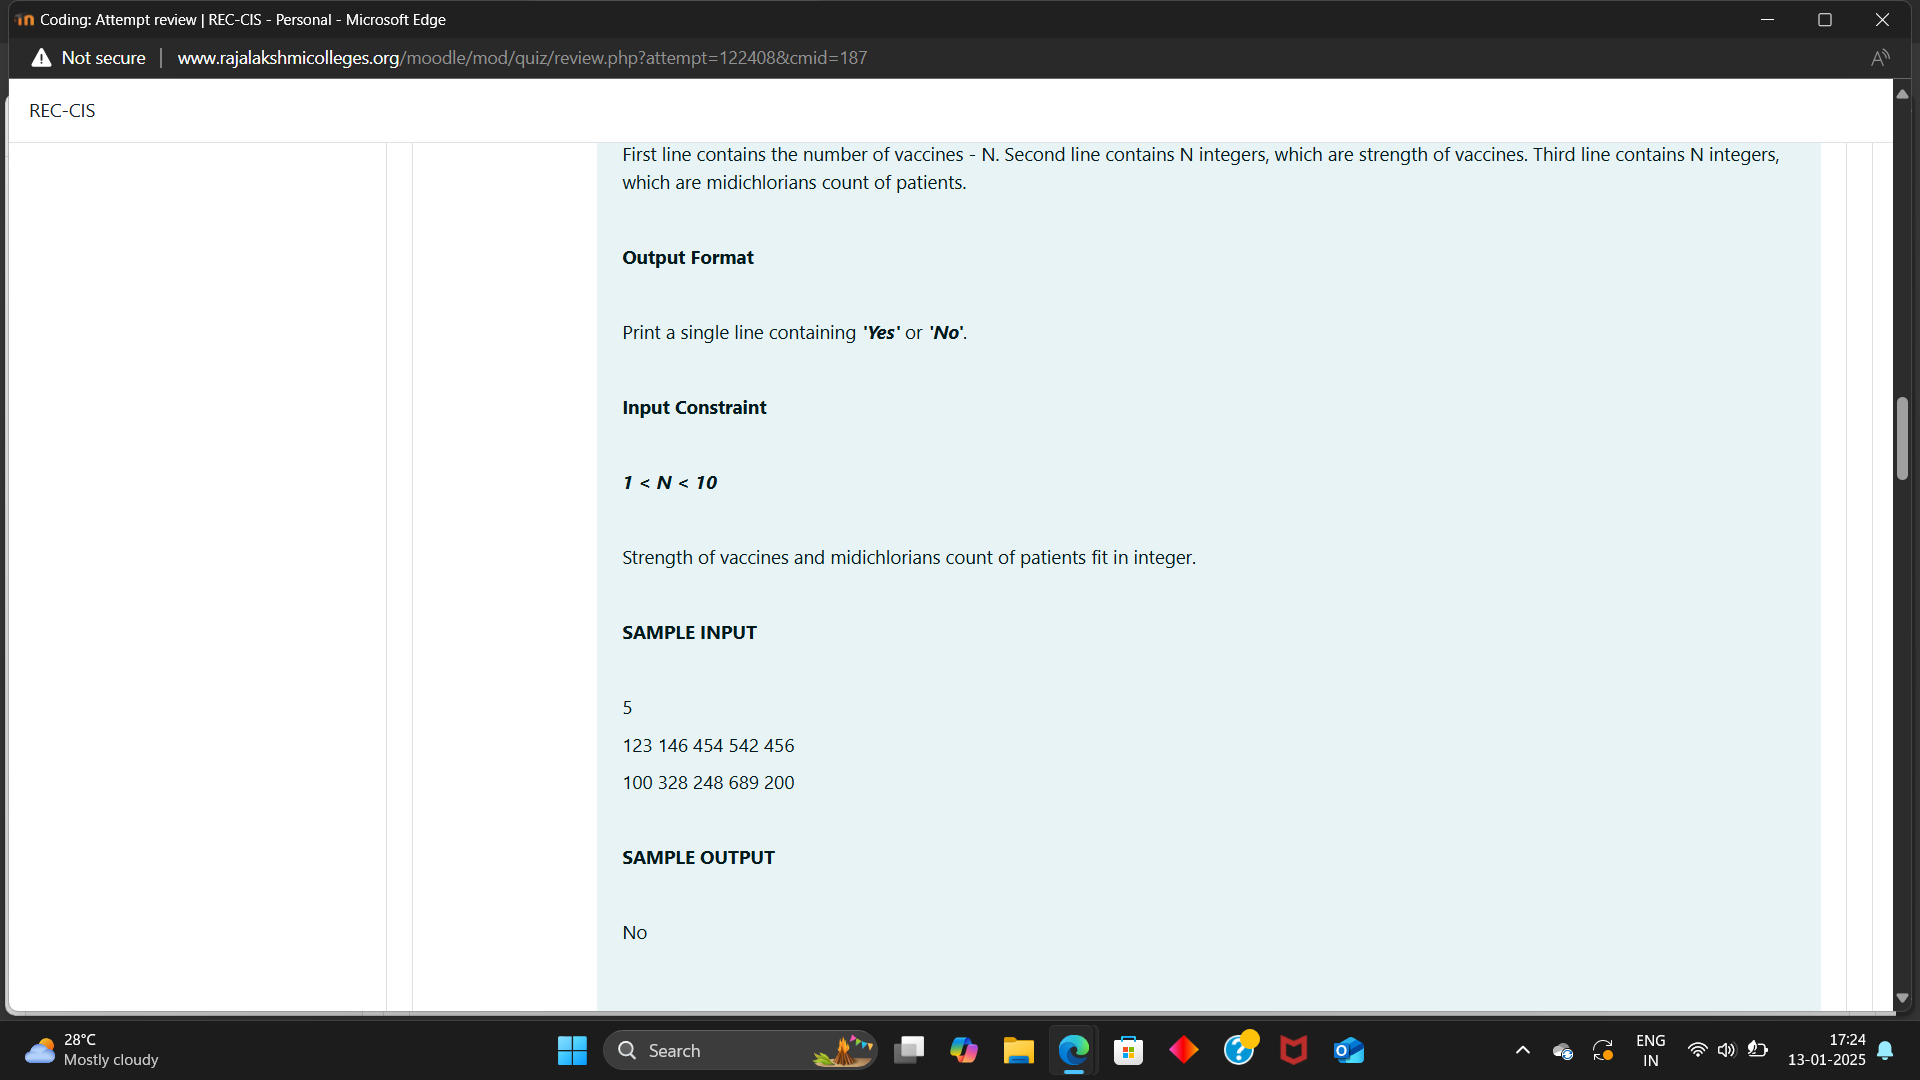 Coding: Attempt review | REC-CIS - Personal - Microsoft Edge
Not secure | www.rajalakshmicolleges.org/moodle/mod/quiz/review.php?attempt=122408&cmid=187
REC-CIS
First line contains the number of vaccines - N. Second line contains N integers, which are strength of vaccines. Third line contains N integers,
which are midichlorians count of patients.
Output Format
Print a single line containing 'Yes' or 'No'.
Input Constraint
1 < N < 10
Strength of vaccines and midichlorians count of patients fit in integer.
SAMPLE INPUT
5
123 146 454 542 456
100 328 248 689 200
SAMPLE OUTPUT
No
28°C
Mostly cloudy
Search
ENG
IN
17:24
13-01-2025